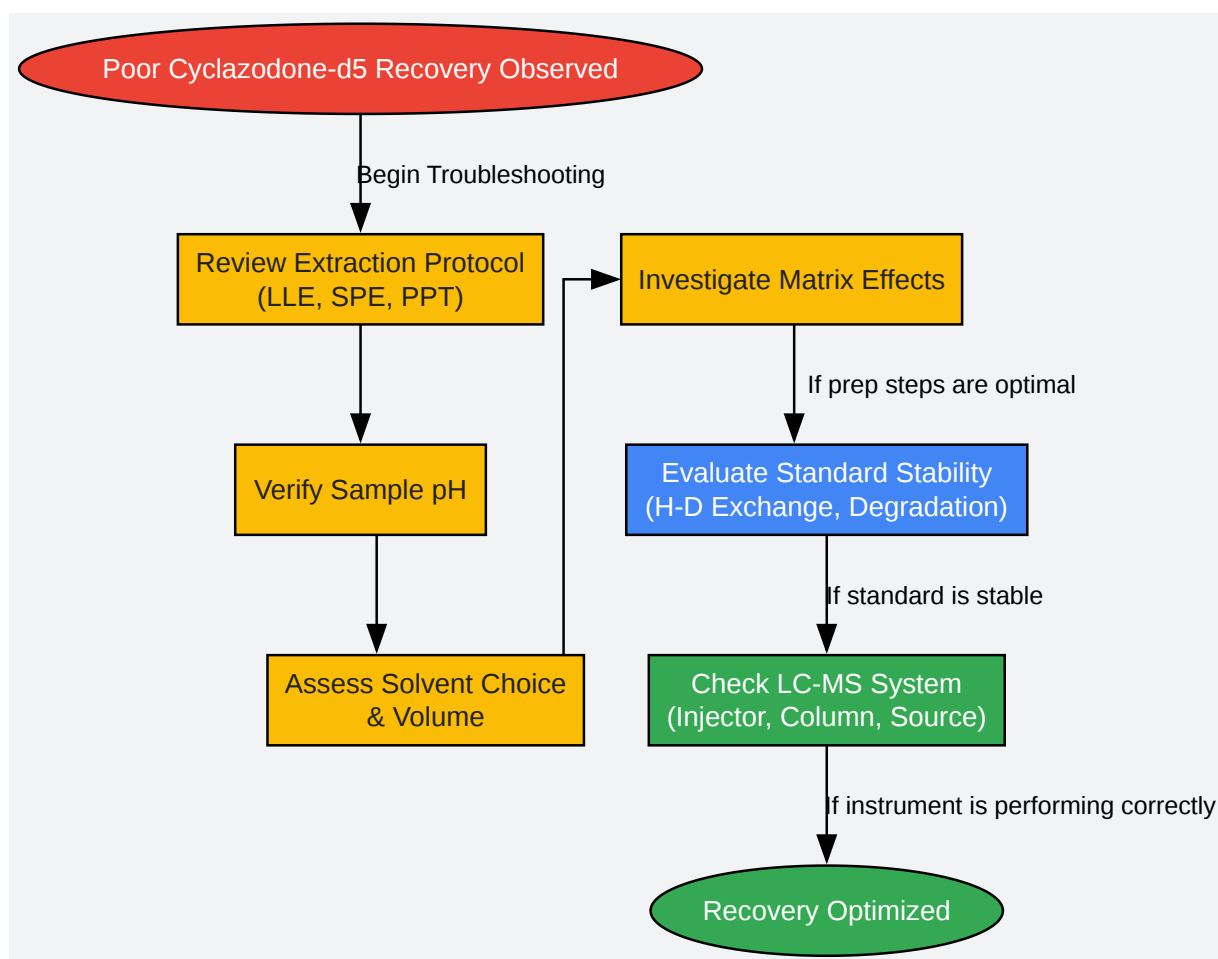 Poor Cyclazodone-d5 Recovery Observed
Begin Troubleshooting
Review Extraction Protocol
(LLE, SPE, PPT)
Verify Sample pH
Assess Solvent Choice
& Volume
Investigate Matrix Effects
If prep steps are optimal
Evaluate Standard Stability
(H-D Exchange, Degradation)
If standard is stable
Check LC-MS System
(Injector, Column, Source)
If instrument is performing correctly
Recovery Optimized